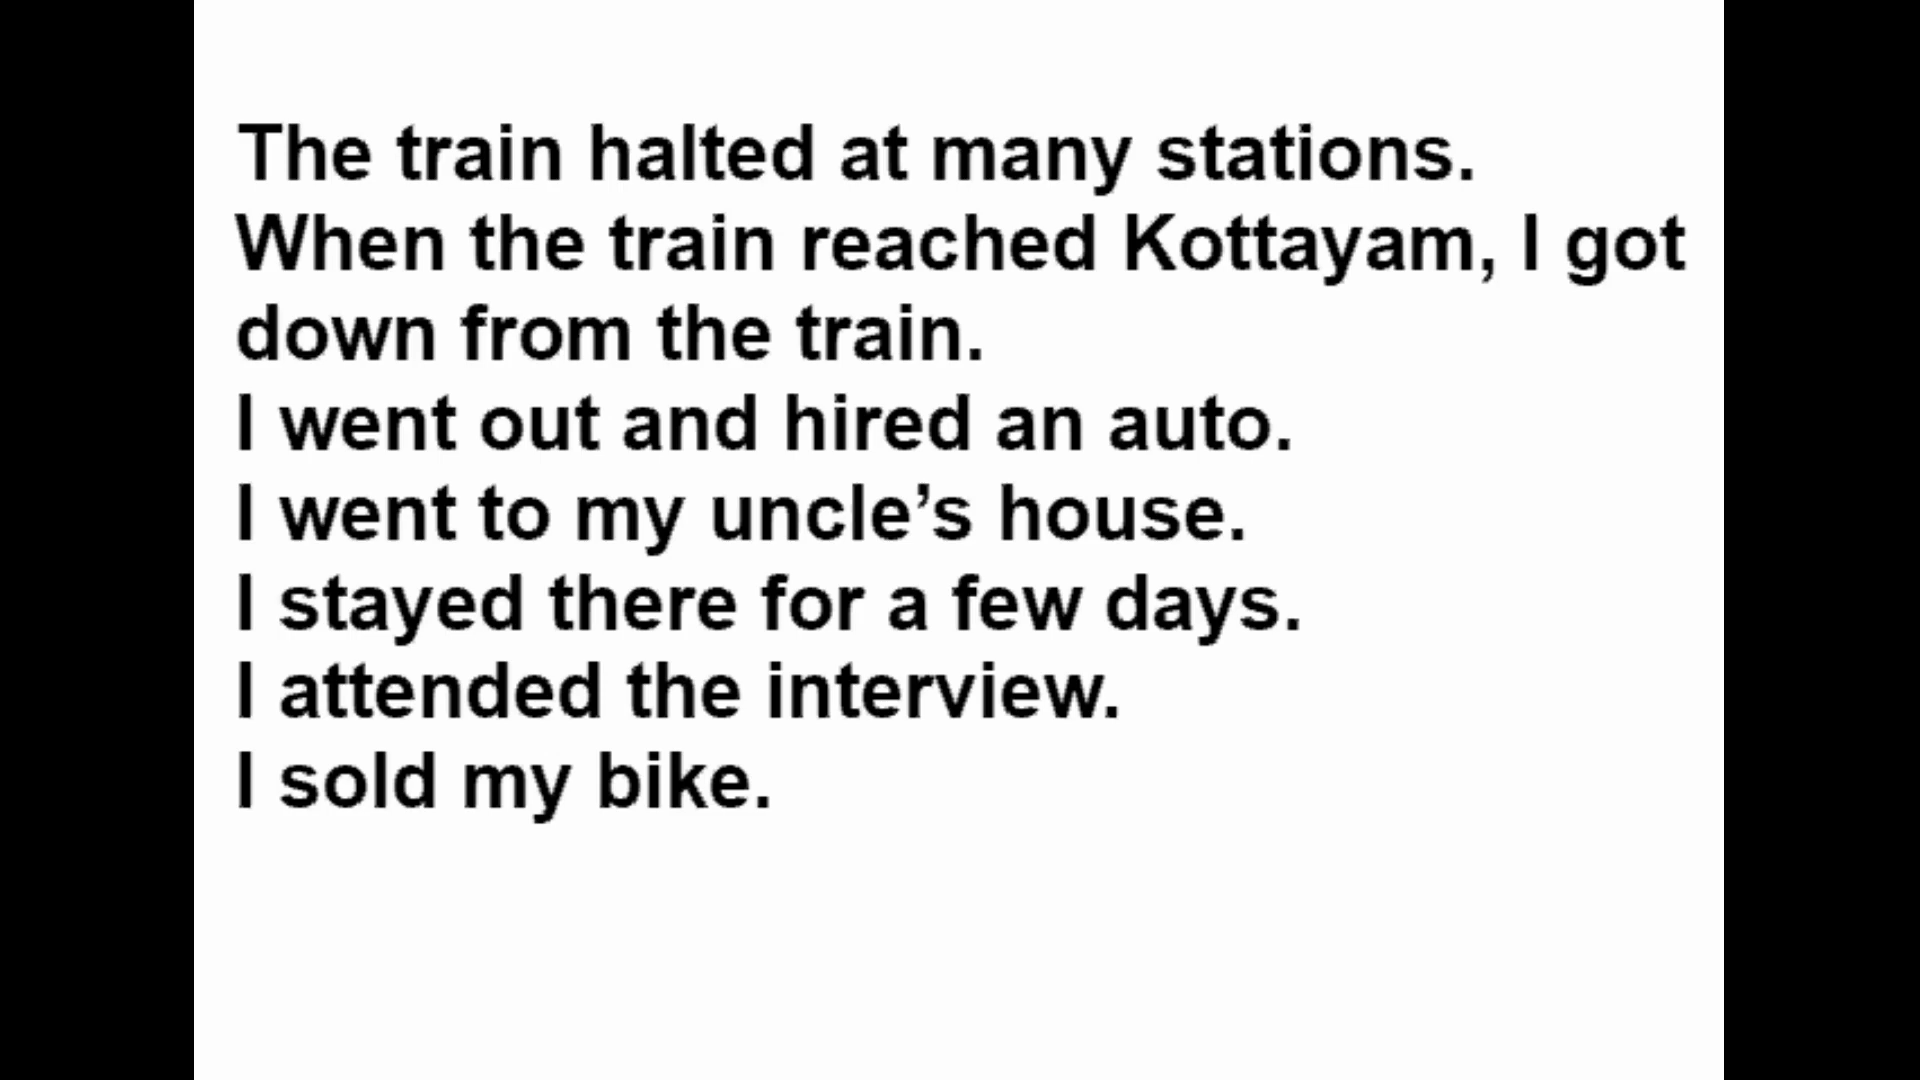 The train halted at many stations.
When the train reached Kottayam, I got
down from the train.
I went out and hired an auto.
I went to my uncle’s house.
I stayed there for a few days.
I attended the interview.
I sold my bike.